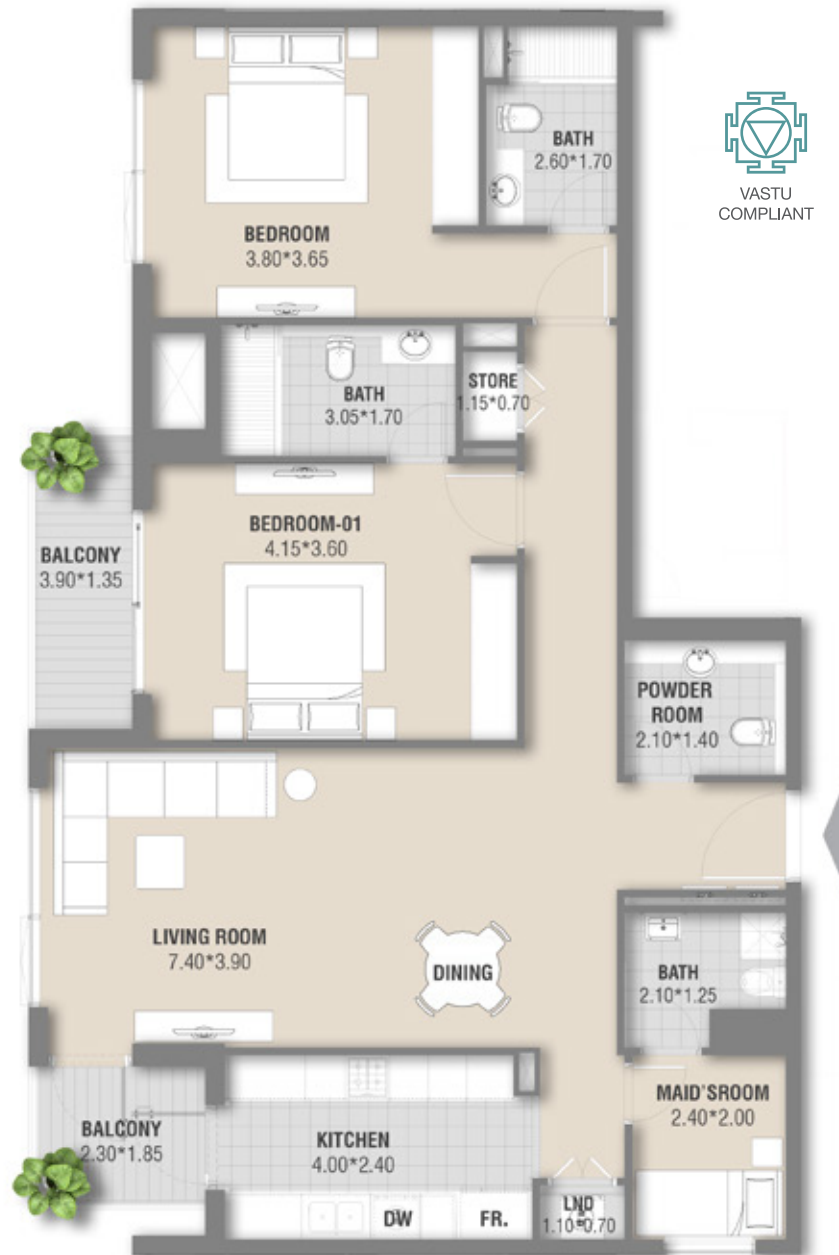 BATH
2.60*1.70
VASTU
COMPLIANT
BEDROOM
3.80*3.65
BATH
3.05*1.70
STORE
1.15*0.70
BEDROOM-01
4.15*3.60
BALCONY
3.90*1.35
POWDER
ROOM
2.10*1.40
LIVING ROOM
7.40*3.90
DINING
BATH
2.10*1.25
MAID'SROOM
2.40*2.00
BALCONY
2.30*1.85
KITCHEN
4.00*2.40
DW
FR.
LND
1.10*0.70